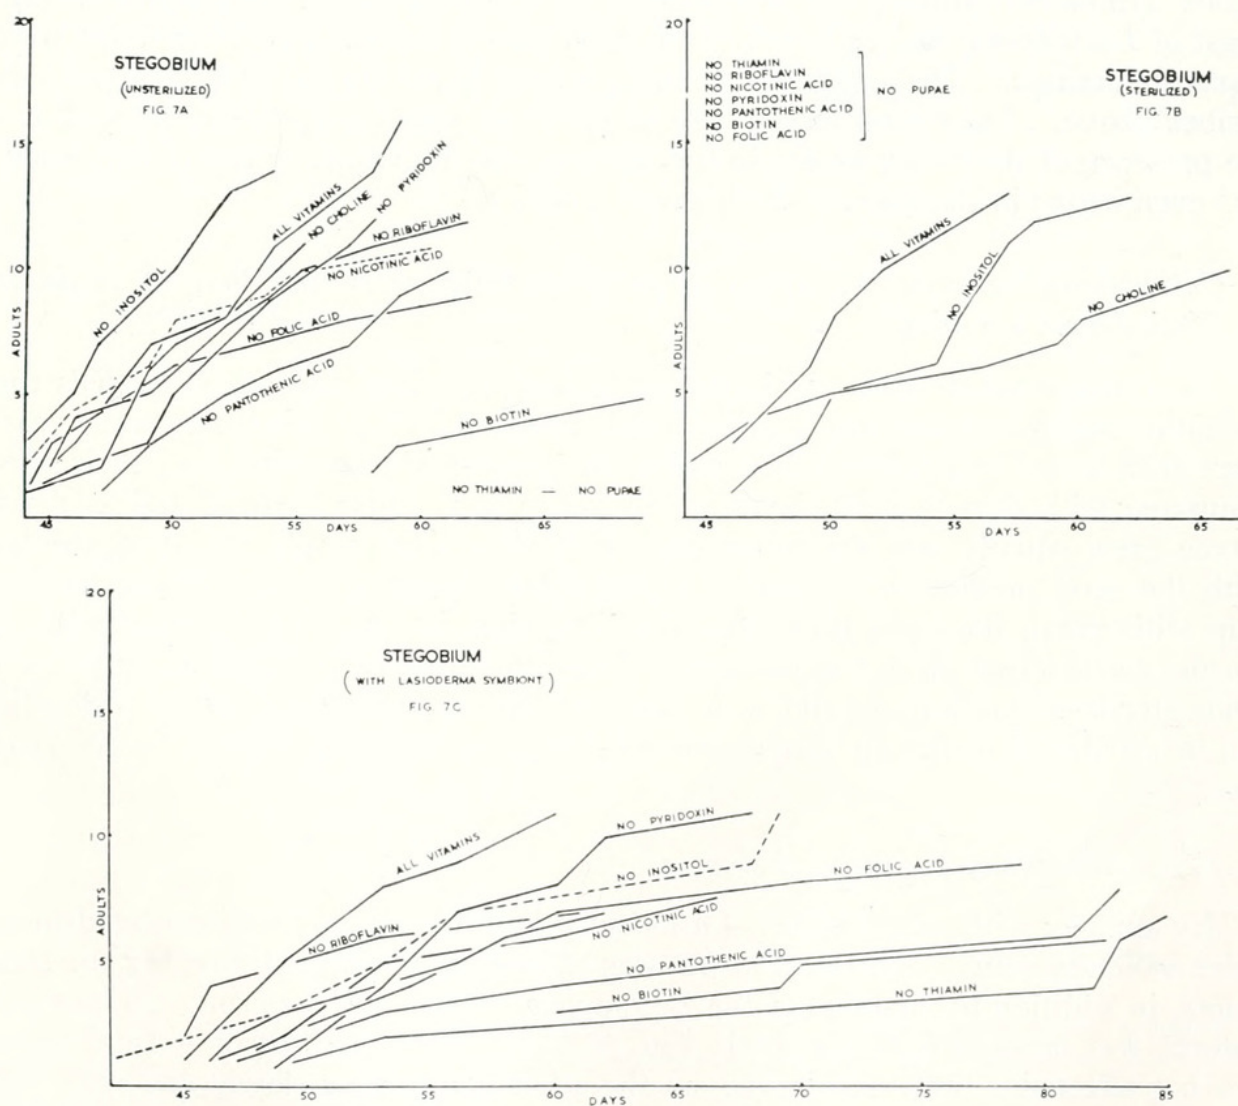 20
STEGOBIUM
(UNSTERILIZED)
FIG. 7A
15
10
5
ADULTS
NO INOSITOL
ALL VITAMINS
NO CHOLINE
NO PYRIDOXIN
NO RIBOFLAVIN
NO NICOTINIC ACID
NO FOLIC ACID
NO PANTOTHENIC ACID
NO BIOTIN
NO THIAMIN — NO PUPAE
45 50 55 60 65
DAYS
20
NO THIAMIN
NO RIBOFLAVIN
NO NICOTINIC ACID
NO PYRIDOXIN
NO PANTOTHENIC ACID
NO BIOTIN
NO FOLIC ACID
NO PUPAE
STEGOBIUM
(STERILIZED)
FIG. 7B
15
10
5
ADULTS
ALL VITAMINS
NO INOSITOL
NO CHOLINE
45 50 55 60 65
DAYS
20
STEGOBIUM
(WITH LASIODERMA SYMBIONT)
FIG. 7C
15
10
5
ADULTS
ALL VITAMINS
NO PYRIDOXIN
NO INOSITOL
NO FOLIC ACID
NO RIBOFLAVIN
NO NICOTINIC ACID
NO PANTOTHENIC ACID
NO BIOTIN
NO THIAMIN
45 50 55 60 65 70 75 80 85
DAYS